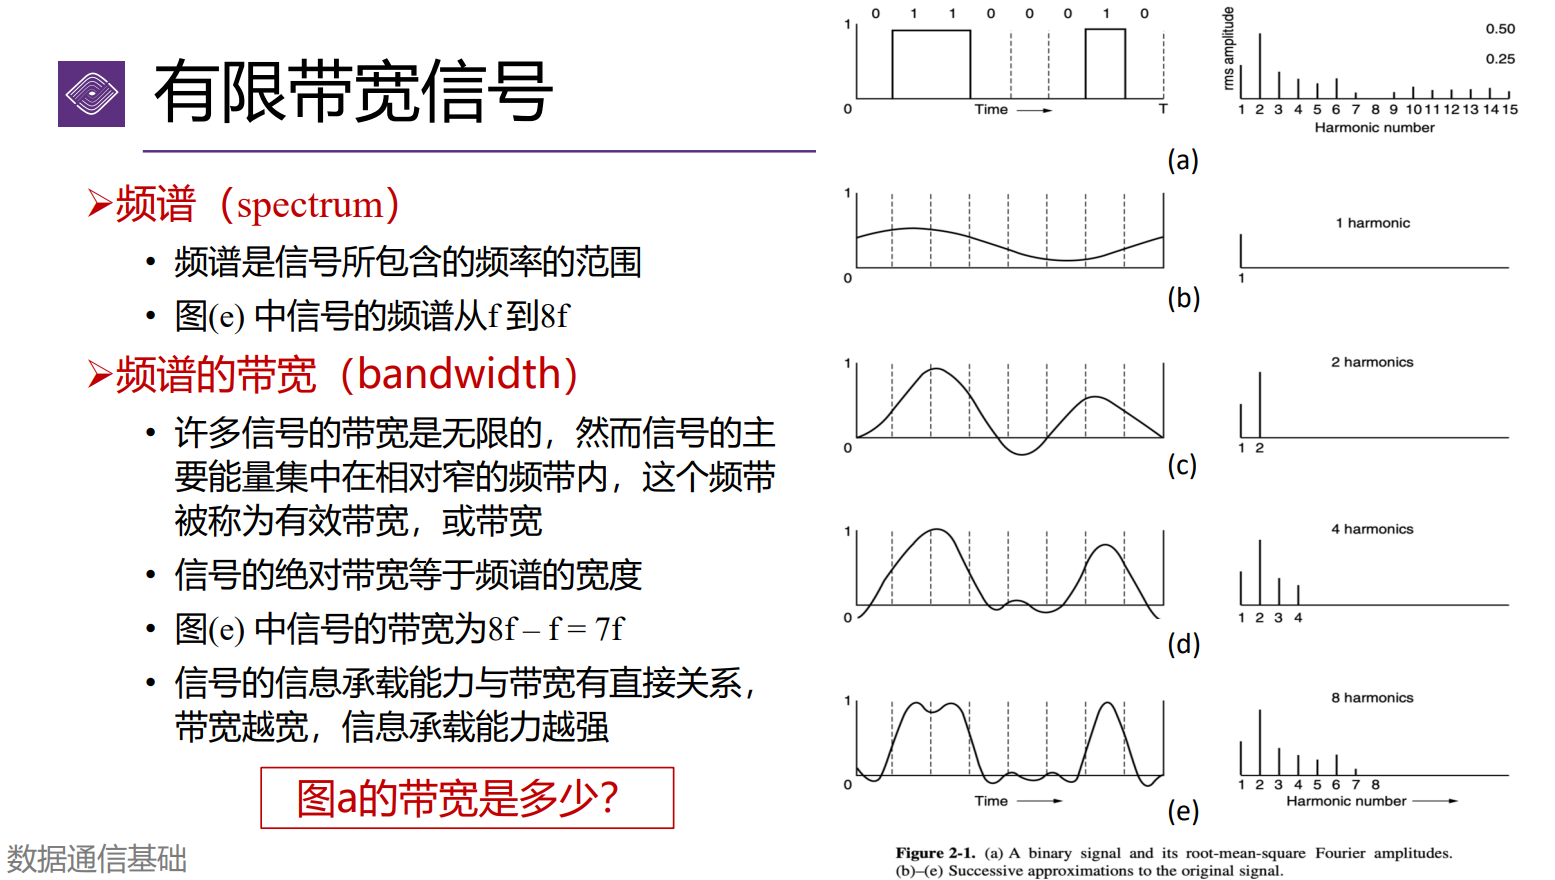 有限带宽信号
➢频谱（spectrum）
• 频谱是信号所包含的频率的范围
• 图(e) 中信号的频谱从f 到8f
➢频谱的带宽（bandwidth）
• 许多信号的带宽是无限的，然而信号的主
要能量集中在相对窄的频带内，这个频带
被称为有效带宽，或带宽
• 信号的绝对带宽等于频谱的宽度
• 图(e) 中信号的带宽为8f – f = 7f
• 信号的信息承载能力与带宽有直接关系，
带宽越宽，信息承载能力越强
图a的带宽是多少？
数据通信基础
0 1 1 0 0 0 1 0
1
0
Time
T
rms amplitude
0.50
0.25
1 2 3 4 5 6 7 8 9 10 11 12 13 14 15
Harmonic number
(a)
1
0
1 harmonic
1
(b)
1
0
2 harmonics
1 2
(c)
1
0
4 harmonics
1 2 3 4
(d)
1
0
Time
8 harmonics
1 2 3 4 5 6 7 8
Harmonic number
(e)
Figure 2-1. (a) A binary signal and its root-mean-square Fourier amplitudes.
(b)–(e) Successive approximations to the original signal.